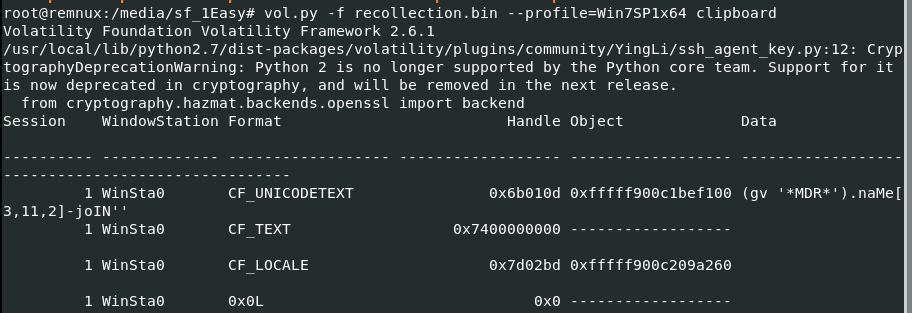 root@remnux:/media/sf_1Easy# vol.py -f recollection.bin --profile=Win7SP1x64 clipboard
Volatility Foundation Volatility Framework 2.6.1
/usr/local/lib/python2.7/dist-packages/volatility/plugins/community/YingLi/ssh_agent_key.py:12: Cryp
tographyDeprecationWarning: Python 2 is no longer supported by the Python core team. Support for it
is now deprecated in cryptography, and will be removed in the next release.
  from cryptography.hazmat.backends.openssl import backend
Session    WindowStation Format                         Handle Object             Data
---------- ------------- ------------------ ------------------ ------------------ ------------------
--------------------------------
         1 WinSta0       CF_UNICODETEXT               0x6b010d 0xfffff900c1bef100 (gv '*MDR*').naMe[
3,11,2]-joIN''
         1 WinSta0       CF_TEXT                  0x7400000000 ------------------
         1 WinSta0       CF_LOCALE                    0x7d02bd 0xfffff900c209a260
         1 WinSta0       0x0L                              0x0 ------------------